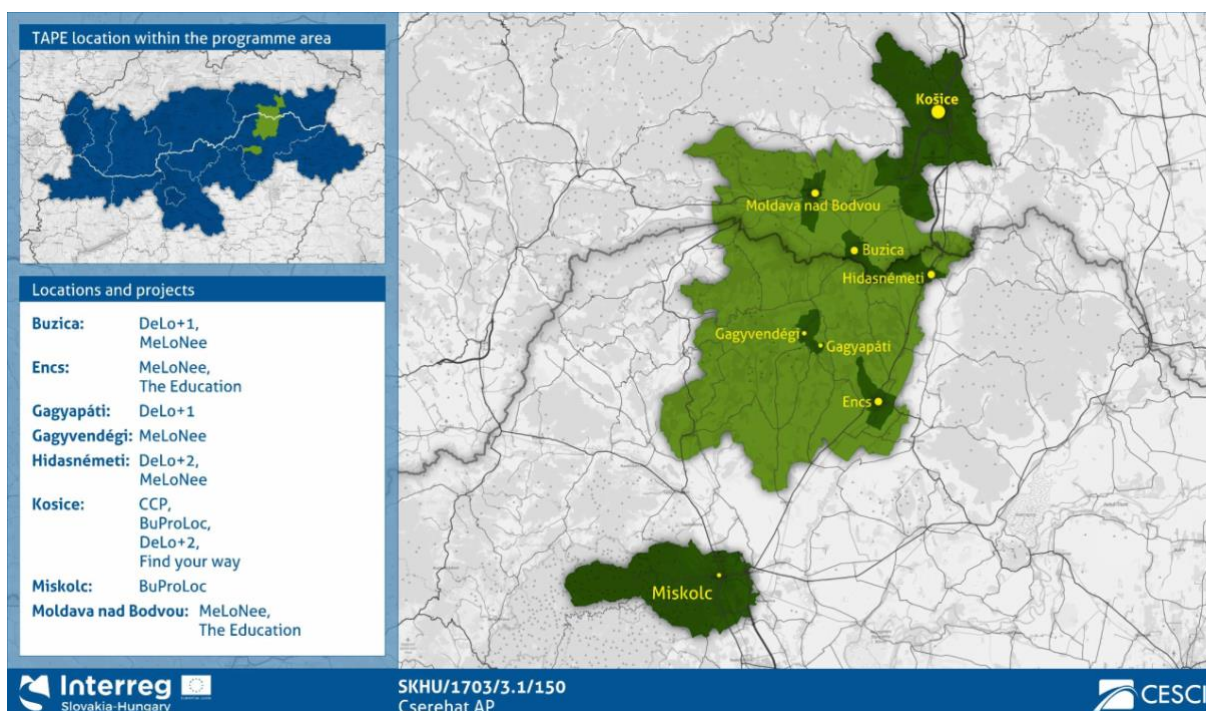 TAPE location within the programme area
Locations and projects
Buzica: DeLo+1,
MeLoNee
Encs: MeLoNee,
The Education
Gagyapáti: DeLo+1
Gagyvendégi: MeLoNee
Hidasnémeti: DeLo+2,
MeLoNee
Kosice: CCP,
BuProLoc,
DeLo+2,
Find your way
Miskolc: BuProLoc
Moldava nad Bodvou: MeLoNee,
The Education
Košice
Moldava nad Bodvou
Buzica
Hidasnémeti
Gagyvendégi
Gagyapáti
Encs
Miskolc
Interreg
Slovakia-Hungary
SKHU/1703/3.1/150
Cserehat AP
CESCI